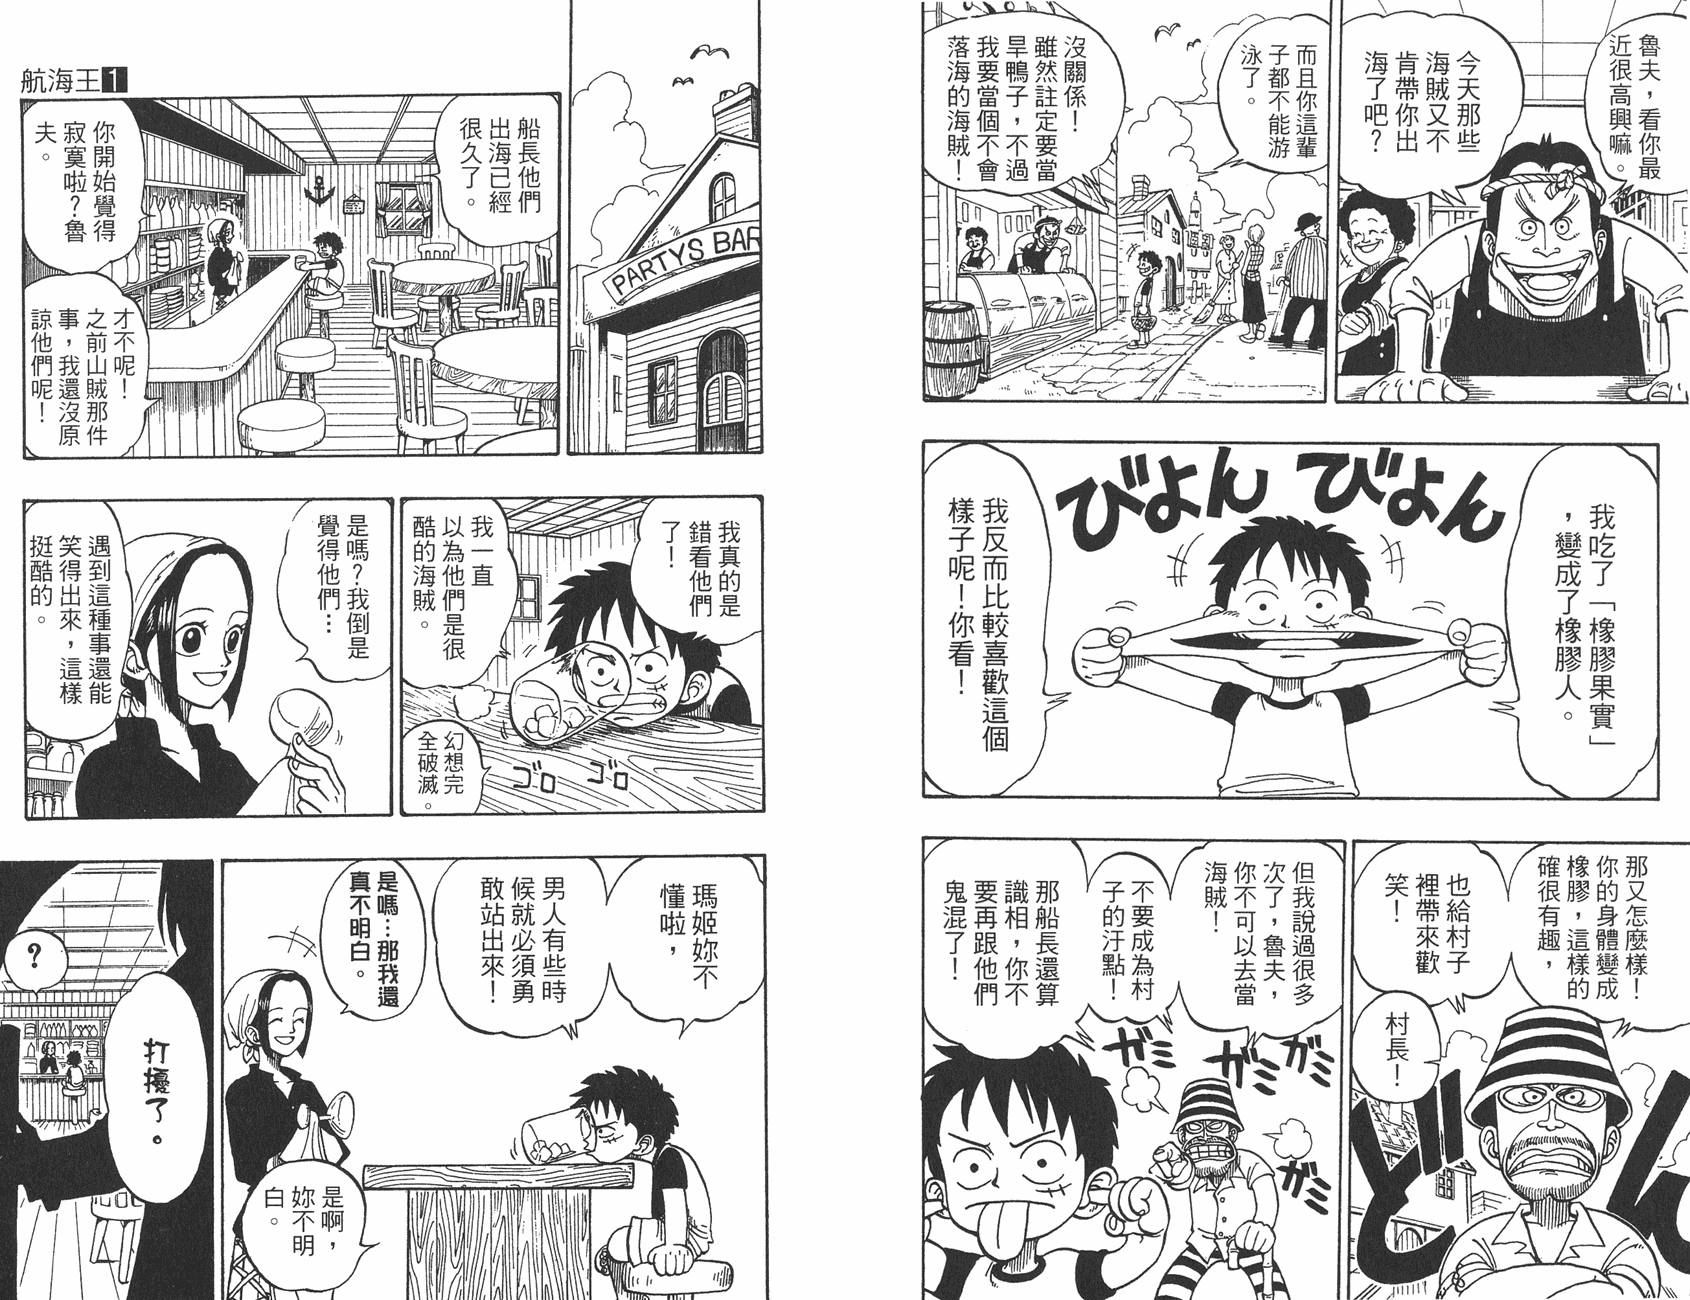 魯夫，看你最
近很高興嘛。
今天那些
海賊又不
肯帶你出
海了吧？
而且你這輩
子都不能游
泳了。
沒關係！
雖然註定要當
旱鴨子，不過
我要當個不會
落海的海賊！
我吃了「橡膠果實」
，變成了橡膠人。
びよん
びよん
我反而比較喜歡這個
樣子呢！你看！
那又怎麼樣！
你的身體變成
橡膠，這樣的
確很有趣，
也給村子
裡帶來歡
笑！
村長！
どどん
但我說過很多
次了，魯夫，
你不可以去當
海賊！
不要成為村
子的汙點！
那船長還算
識相，你不
要再跟他們
鬼混了！
ガミ
ガミ
ガミ
ガミ
航海王1
PARTYS BAR
船長他們
出海已經
很久了。
你開始覺得
寂寞啦？魯
夫。
才不呢！
之前山賊那件
事，我還沒原
諒他們呢！
我真的是
錯看他們
了！
我一直
以為他們是很
酷的海賊。
幻想完
全破滅。
ゴロ
ゴロ
是嗎？我倒是
覺得他們…
遇到這種事還能
笑得出來，這樣
挺酷的。
瑪姬妳不
懂啦，
男人有些時
候就必須勇
敢站出來！
是嗎…那我還
真不明白。
是啊，
妳不明
白。
？
打擾了。